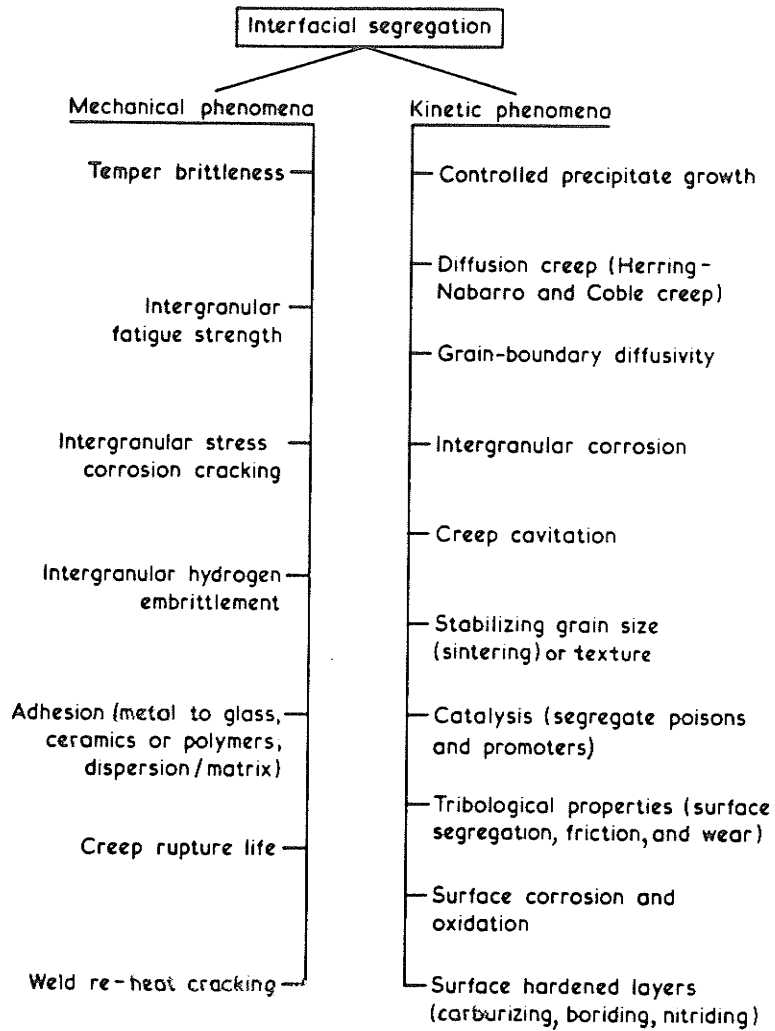 Interfacial segregation
Mechanical phenomena
Temper brittleness
Intergranular
fatigue strength
Intergranular stress
corrosion cracking
Intergranular hydrogen
embrittlement
Adhesion (metal to glass,
ceramics or polymers,
dispersion/matrix)
Creep rupture life
Weld re-heat cracking
Kinetic phenomena
Controlled precipitate growth
Diffusion creep (Herring-
Nabarro and Coble creep)
Grain-boundary diffusivity
Intergranular corrosion
Creep cavitation
Stabilizing grain size
(sintering) or texture
Catalysis (segregate poisons
and promoters)
Tribological properties (surface
segregation, friction, and wear)
Surface corrosion and
oxidation
Surface hardened layers
(carburizing, boriding, nitriding)